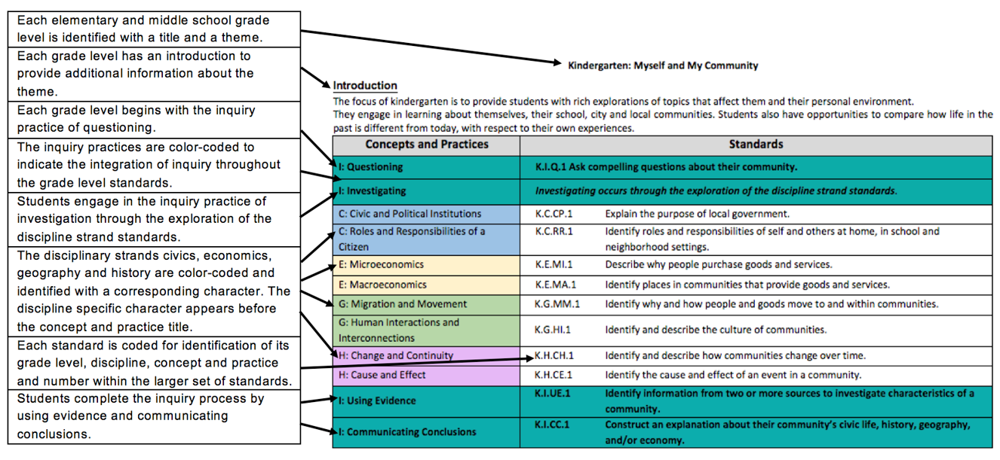 Each elementary and middle school grade
level is identified with a title and a theme.
Each grade level has an introduction to
provide additional information about the
theme.
Each grade level begins with the inquiry
practice of questioning.
The inquiry practices are color-coded to
indicate the integration of inquiry throughout
the grade level standards.
Students engage in the inquiry practice of
investigation through the exploration of the
discipline strand standards.
The disciplinary strands civics, economics,
geography and history are color-coded and
identified with a corresponding character. The
discipline specific character appears before
the concept and practice title.
Each standard is coded for identification of its
grade level, discipline, concept and practice
and number within the larger set of standards.
Students complete the inquiry process by
using evidence and communicating
conclusions.
Kindergarten: Myself and My Community
Introduction
The focus of kindergarten is to provide students with rich explorations of topics that affect them and their personal environment.
They engage in learning about themselves, their school, city and local communities. Students also have opportunities to compare how life in the
past is different from today, with respect to their own experiences.
Concepts and Practices Standards
I: Questioning K.I.Q.1 Ask compelling questions about their community.
I: Investigating Investigating occurs through the exploration of the discipline strand standards.
C: Civic and Political Institutions K.C.CP.1 Explain the purpose of local government.
C: Roles and Responsibilities of a
Citizen
K.C.RR.1 Identify roles and responsibilities of self and others at home, in school and
neighborhood settings.
E: Microeconomics K.E.MI.1 Describe why people purchase goods and services.
E: Macroeconomics K.E.MA.1 Identify places in communities that provide goods and services.
G: Migration and Movement K.G.MM.1 Identify why and how people and goods move to and within communities.
G: Human Interactions and
Interconnections
K.G.HI.1 Identify and describe the culture of communities.
H: Change and Continuity K.H.CH.1 Identify and describe how communities change over time.
H: Cause and Effect K.H.CE.1 Identify the cause and effect of an event in a community.
I: Using Evidence
K.I.UE.1 Identify information from two or more sources to investigate characteristics of a
community.
I: Communicating Conclusions
K.I.CC.1 Construct an explanation about their community's civic life, history, geography,
and/or economy.